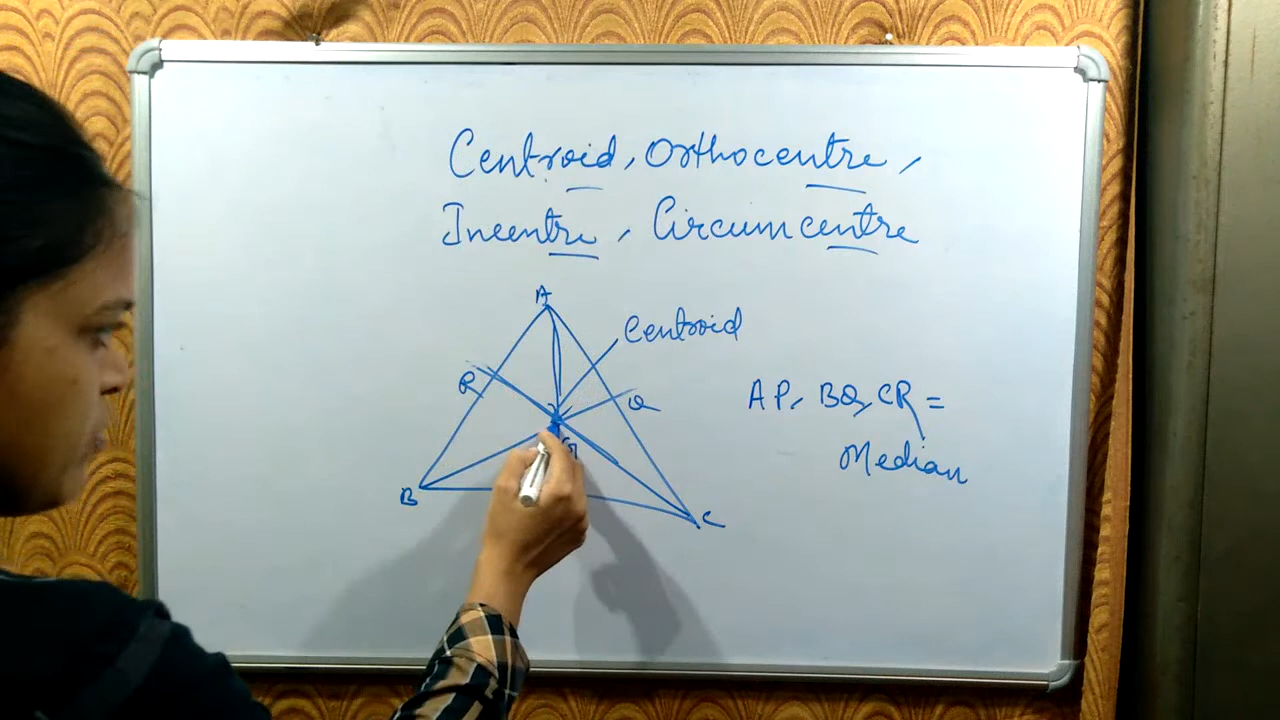 Centroid, Orthocentre,
Incentre, Circumcentre
A
Centroid
R
Q
AP, BQ, CR =
G
Median
B
C